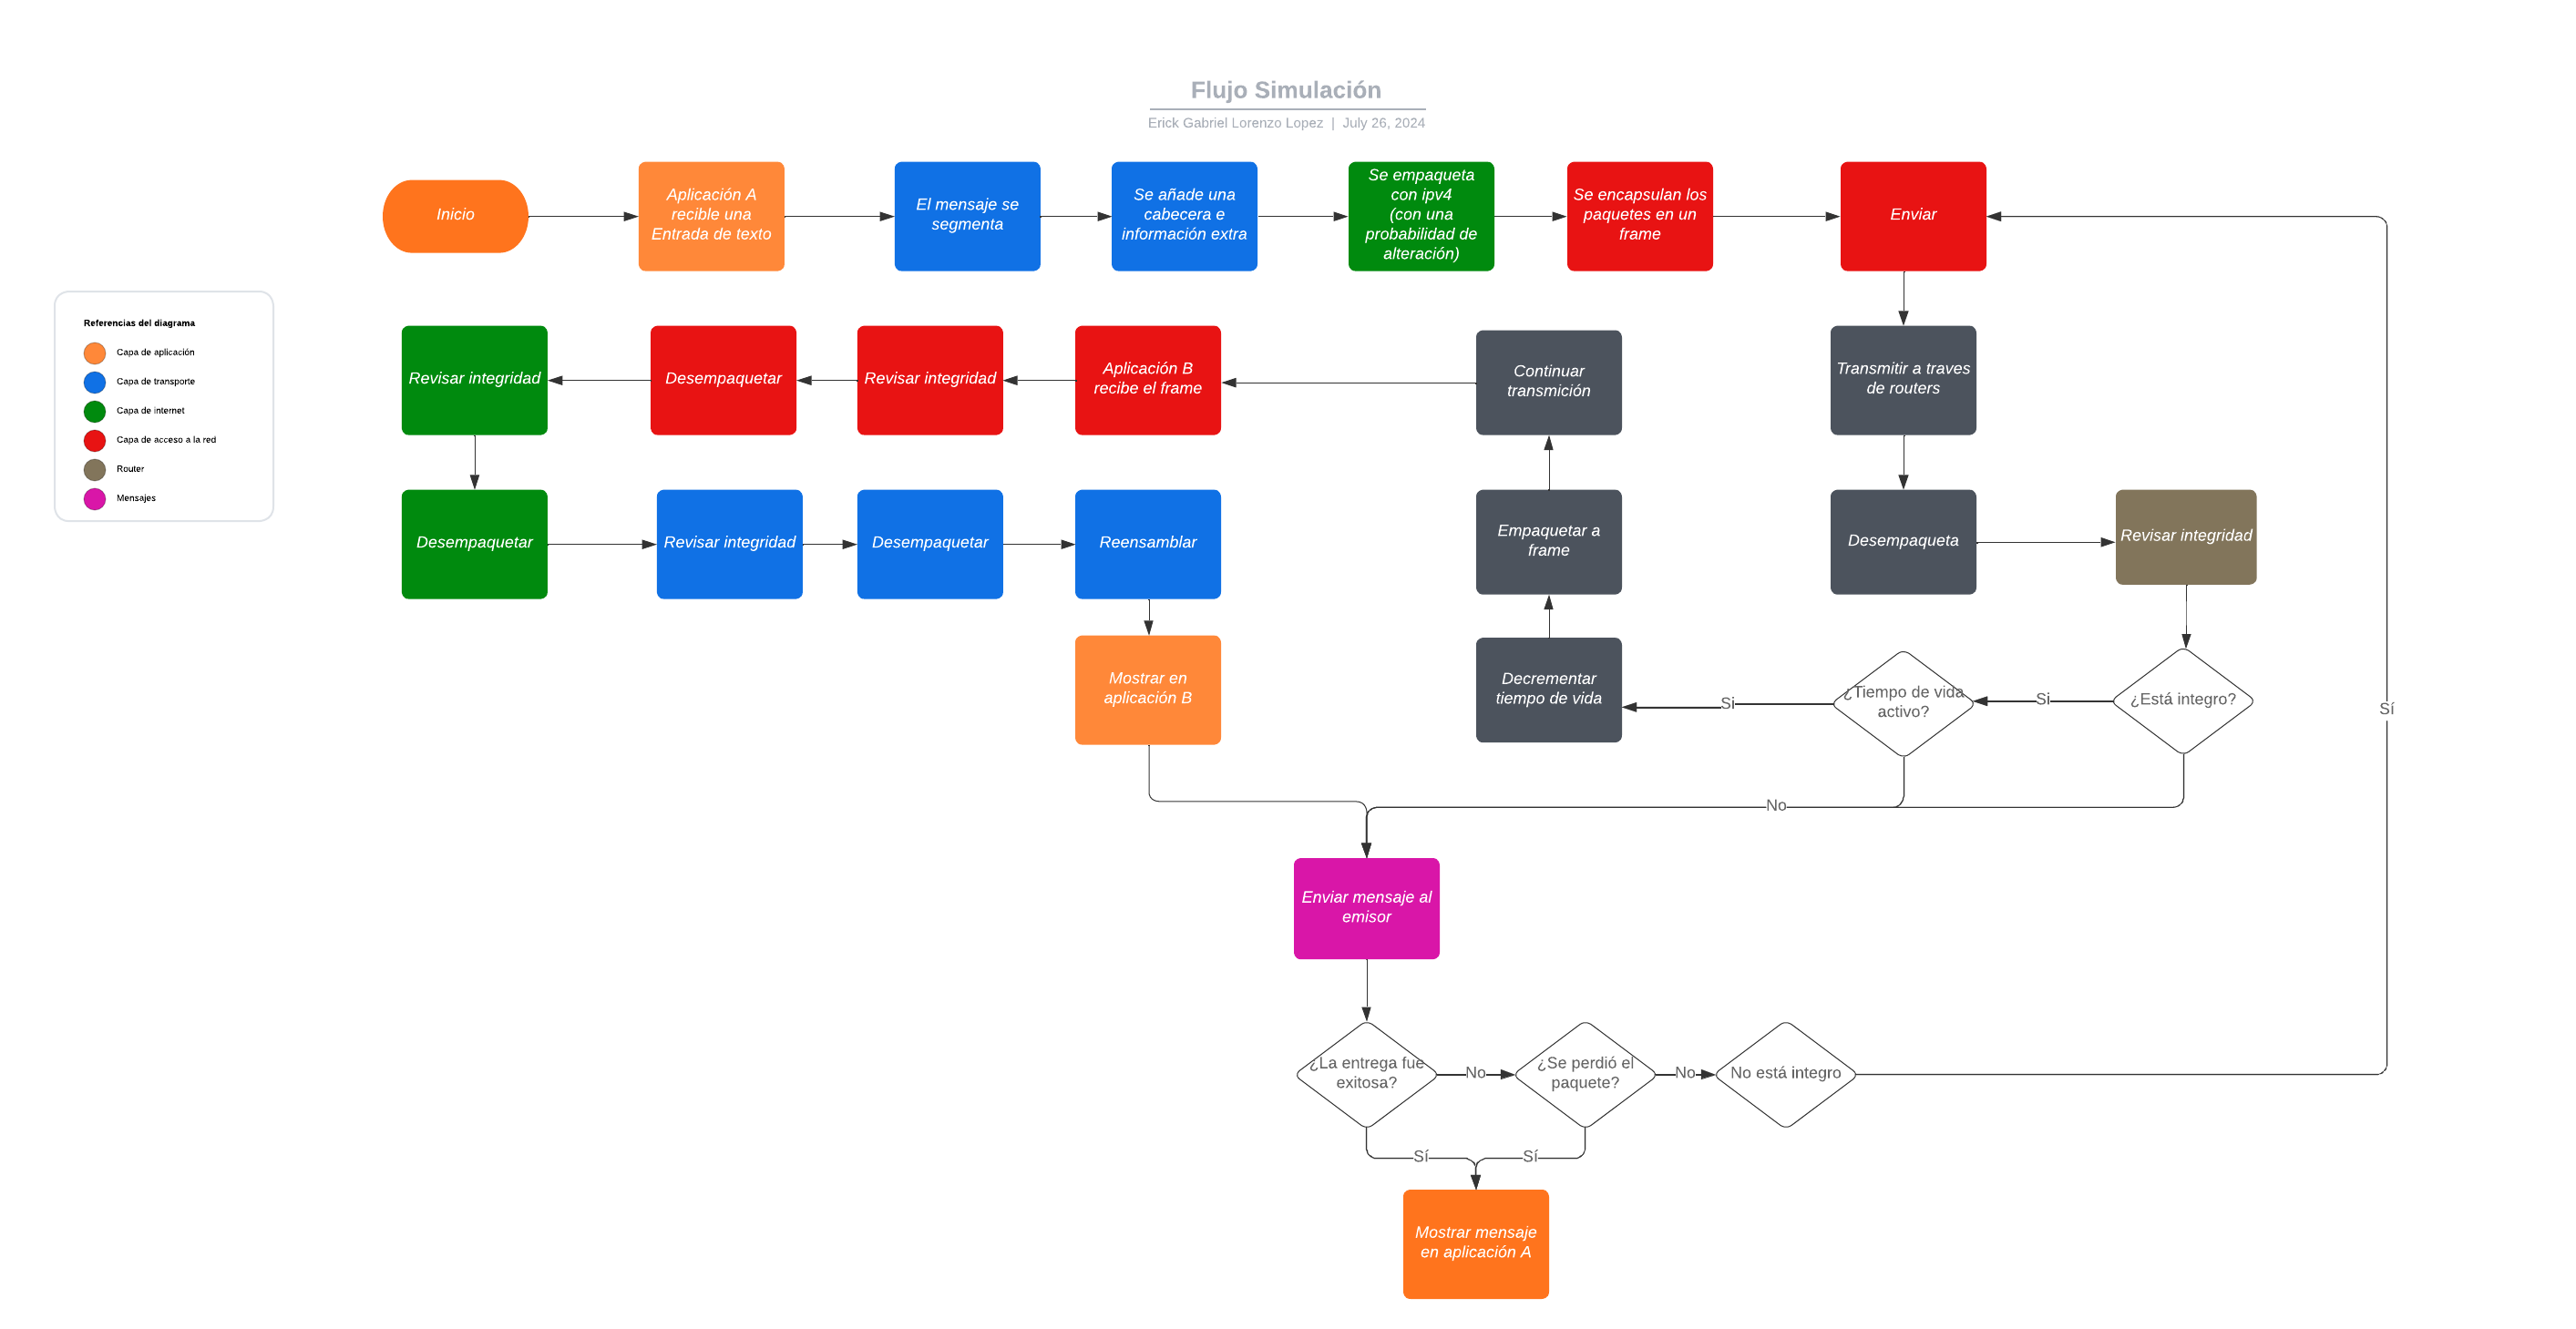 Flujo Simulación
Erick Gabriel Lorenzo Lopez | July 26, 2024
Inicio
Aplicación A
recible una
Entrada de texto
El mensaje se
segmenta
Se añade una
cabecera e
información extra
Se empaqueta
con ipv4
(con una
probabilidad de
alteración)
Se encapsulan los
paquetes en un
frame
Enviar
Referencias del diagrama
Capa de aplicación
Capa de transporte
Capa de internet
Capa de acceso a la red
Router
Mensajes
Revisar integridad
Desempaquetar
Revisar integridad
Aplicación B
recibe el frame
Continuar
transmición
Transmitir a traves
de routers
Desempaquetar
Revisar integridad
Desempaquetar
Reensamblar
Empaquetar a
frame
Desempaqueta
Revisar integridad
Mostrar en
aplicación B
Decrementar
tiempo de vida
Si
¿Tiempo de vida
activo?
Si
¿Está integro?
Sí
No
Enviar mensaje al
emisor
¿La entrega fue
exitosa?
No
¿Se perdió el
paquete?
No
No está integro
Sí
Sí
Mostrar mensaje
en aplicación A